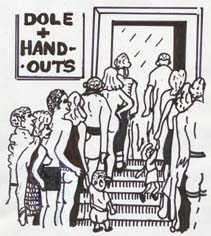 DOLE
+
HAND-
·OUTS